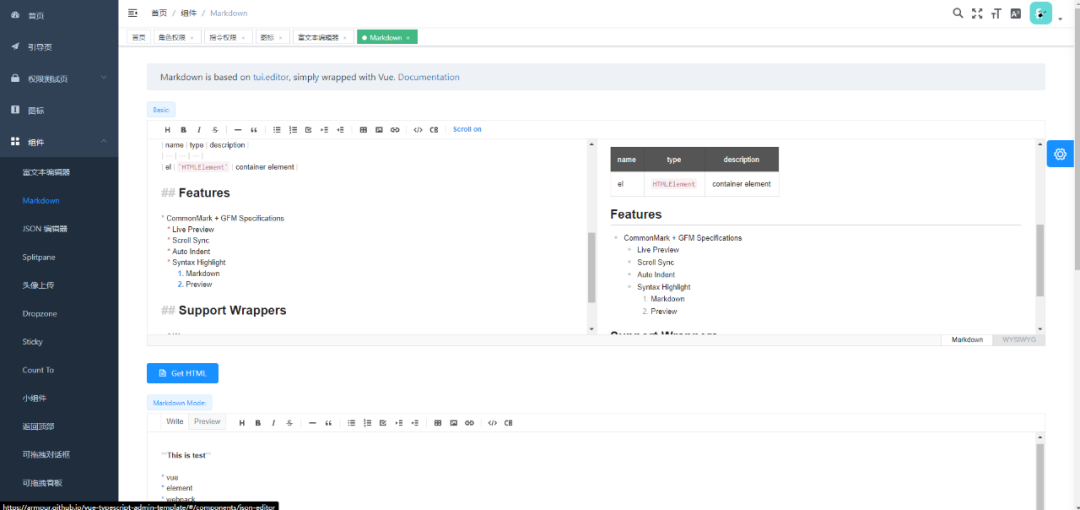 首页
引导页
权限测试页
图标
组件
富文本编辑器
Markdown
JSON 编辑器
Splitpane
头像上传
Dropzone
Sticky
Count To
小组件
返回顶部
可拖拽对话框
可拖拽看板
https://armour.github.io/vue-typescript-admin-template/#/components/json-editor
首页 / 组件 / Markdown
首页
角色权限 ×
指令权限 ×
图标 ×
富文本编辑器 ×
Markdown ×
Markdown is based on tui.editor, simply wrapped with Vue. Documentation
Basic:
H B I S
Scroll on
| name | type | description |
| --- | --- | --- |
| el | `HTMLElement` | container element |
## Features
* CommonMark + GFM Specifications
* Live Preview
* Scroll Sync
* Auto Indent
* Syntax Highlight
1. Markdown
2. Preview
## Support Wrappers
name type description
el HTMLElement container element
Features
CommonMark + GFM Specifications
Live Preview
Scroll Sync
Auto Indent
Syntax Highlight
1. Markdown
2. Preview
Support Wrappers
Markdown WYSIWYG
Get HTML
Markdown Mode:
Write Preview H B I S
**This is test**
* vue
* element
* webpack